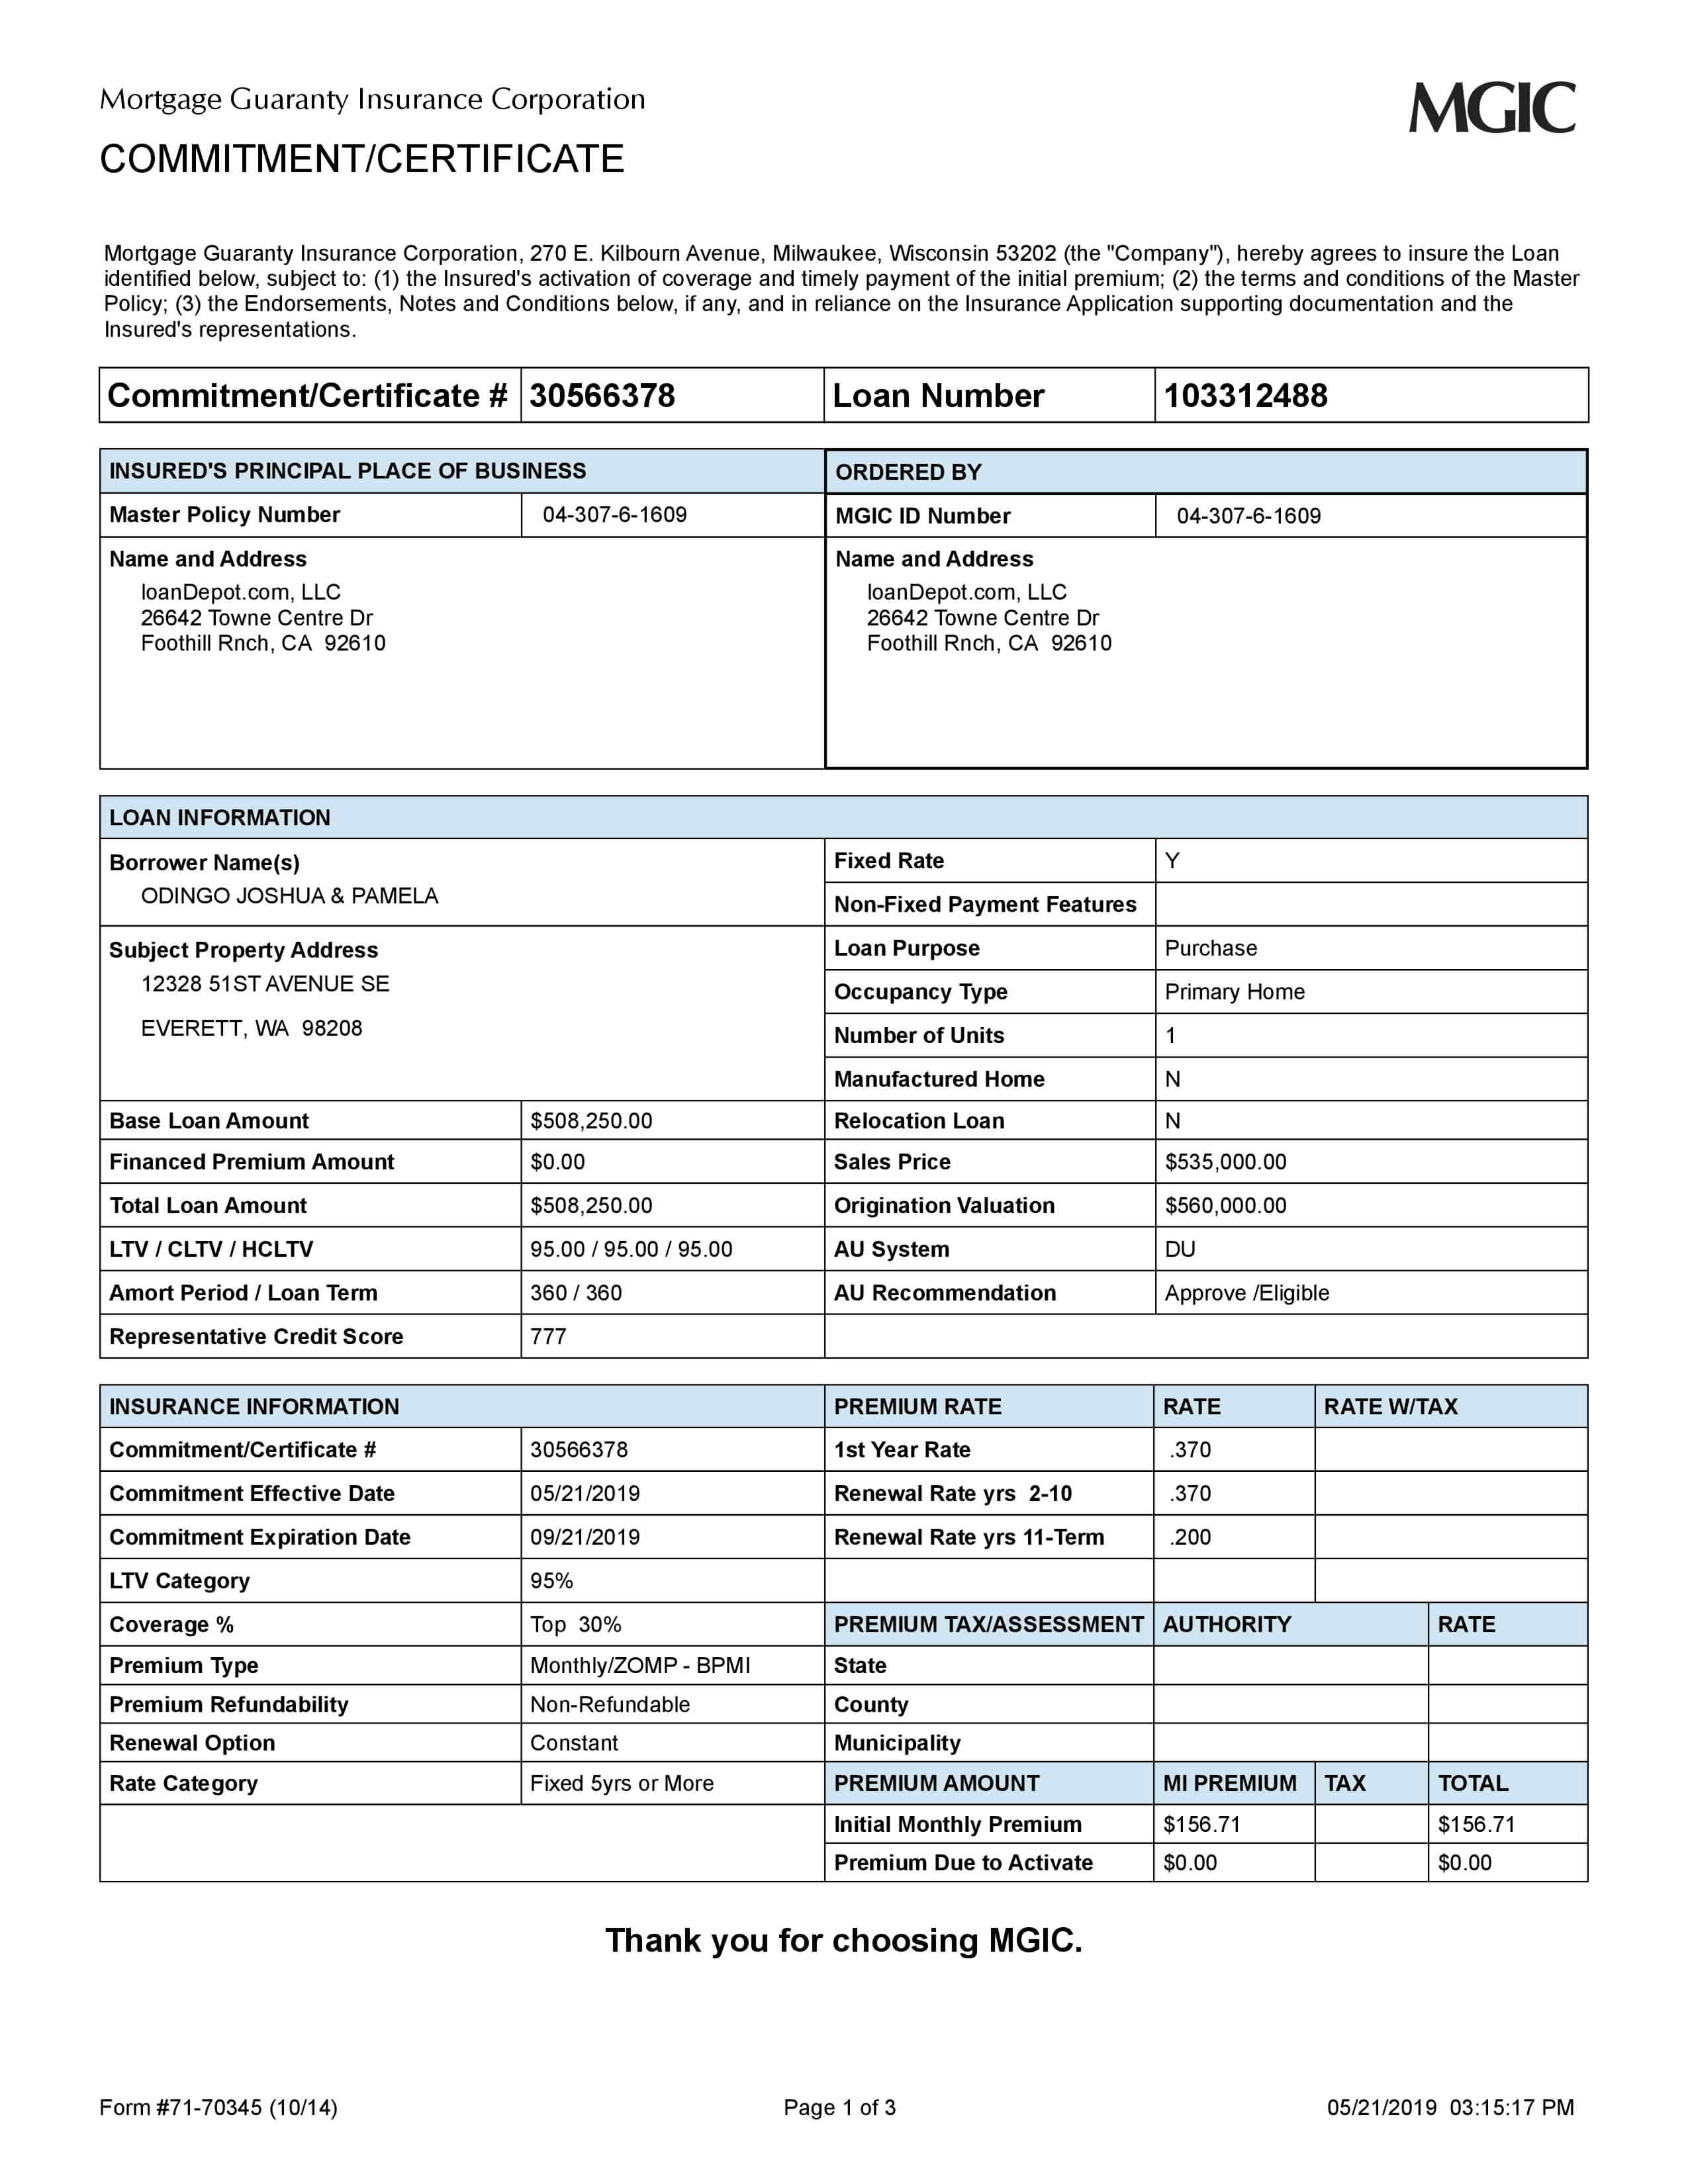 Mortgage Guaranty Insurance Corporation
MGIC
COMMITMENT/CERTIFICATE
Mortgage Guaranty Insurance Corporation, 270 E. Kilbourn Avenue, Milwaukee, Wisconsin 53202 (the "Company"), hereby agrees to insure the Loan
identified below, subject to: (1) the Insured's activation of coverage and timely payment of the initial premium; (2) the terms and conditions of the Master
Policy; (3) the Endorsements, Notes and Conditions below, if any, and in reliance on the Insurance Application supporting documentation and the
Insured's representations.
Commitment/Certificate # 30566378 Loan Number 103312488
INSURED'S PRINCIPAL PLACE OF BUSINESS
Master Policy Number 04-307-6-1609
Name and Address
loanDepot.com, LLC
26642 Towne Centre Dr
Foothill Rnch, CA 92610
ORDERED BY
MGIC ID Number 04-307-6-1609
Name and Address
loanDepot.com, LLC
26642 Towne Centre Dr
Foothill Rnch, CA 92610
LOAN INFORMATION
Borrower Name(s)
ODINGO JOSHUA & PAMELA
Subject Property Address
12328 51ST AVENUE SE
EVERETT, WA 98208
Fixed Rate Y
Non-Fixed Payment Features
Loan Purpose Purchase
Occupancy Type Primary Home
Number of Units 1
Manufactured Home N
Base Loan Amount $508,250.00 Relocation Loan N
Financed Premium Amount $0.00 Sales Price $535,000.00
Total Loan Amount $508,250.00 Origination Valuation $560,000.00
LTV / CLTV / HCLTV 95.00 / 95.00 / 95.00 AU System DU
Amort Period / Loan Term 360 / 360 AU Recommendation Approve /Eligible
Representative Credit Score 777
INSURANCE INFORMATION PREMIUM RATE RATE RATE W/TAX
Commitment/Certificate # 30566378 1st Year Rate .370
Commitment Effective Date 05/21/2019 Renewal Rate yrs 2-10 .370
Commitment Expiration Date 09/21/2019 Renewal Rate yrs 11-Term .200
LTV Category 95%
Coverage % Top 30% PREMIUM TAX/ASSESSMENT AUTHORITY RATE
Premium Type Monthly/ZOMP - BPMI State
Premium Refundability Non-Refundable County
Renewal Option Constant Municipality
Rate Category Fixed 5yrs or More PREMIUM AMOUNT MI PREMIUM TAX TOTAL
Initial Monthly Premium $156.71 $156.71
Premium Due to Activate $0.00 $0.00
Thank you for choosing MGIC.
Form #71-70345 (10/14) Page 1 of 3 05/21/2019 03:15:17 PM